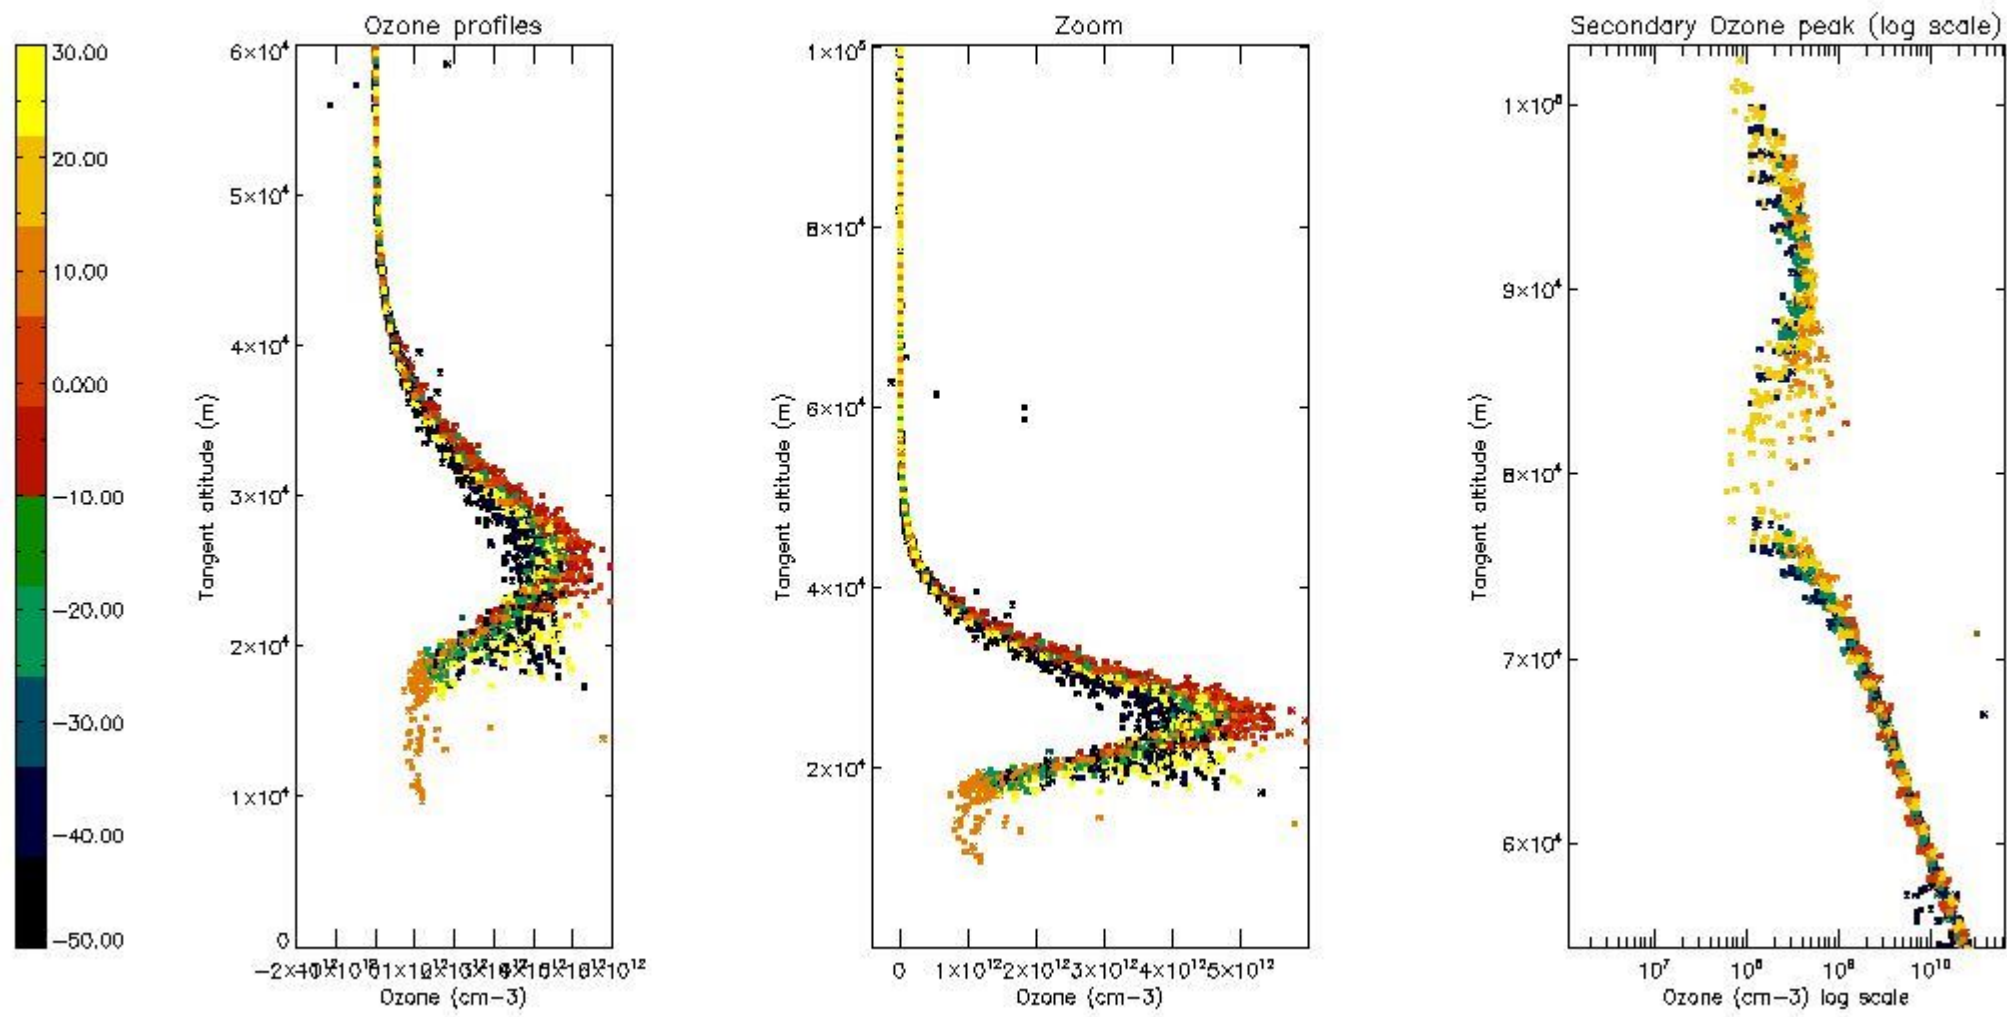 Ozone profiles
Zoom
Secondary Ozone peak (log scale)
30.00
20.00
10.00
0.000
−10.00
−20.00
−30.00
−40.00
−50.00
6×10⁴
5×10⁴
4×10⁴
3×10⁴
2×10⁴
1×10⁴
0
Tangent altitude (m)
Ozone (cm−3)
1×10⁵
8×10⁴
6×10⁴
4×10⁴
2×10⁴
Tangent altitude (m)
0 1×10¹² 2×10¹² 3×10¹² 4×10¹² 5×10¹²
Ozone (cm−3)
1×10⁵
9×10⁴
8×10⁴
7×10⁴
6×10⁴
Tangent altitude (m)
10⁷ 10⁸ 10⁹ 10¹⁰
Ozone (cm−3) log scale